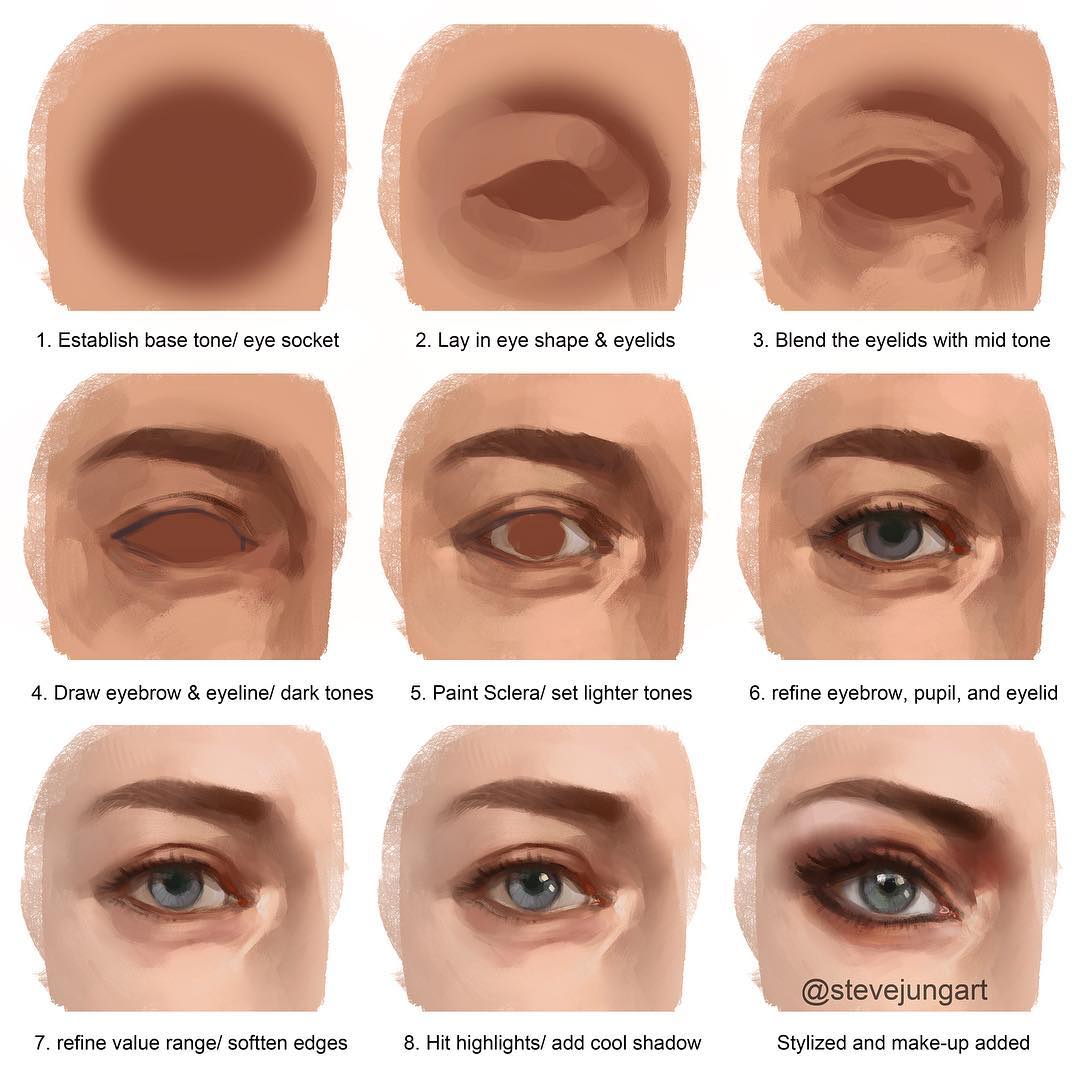 1. Establish base tone/ eye socket
2. Lay in eye shape & eyelids
3. Blend the eyelids with mid tone
4. Draw eyebrow & eyeline/ dark tones
5. Paint Sclera/ set lighter tones
6. refine eyebrow, pupil, and eyelid
@stevejungart
7. refine value range/ softten edges
8. Hit highlights/ add cool shadow
Stylized and make-up added